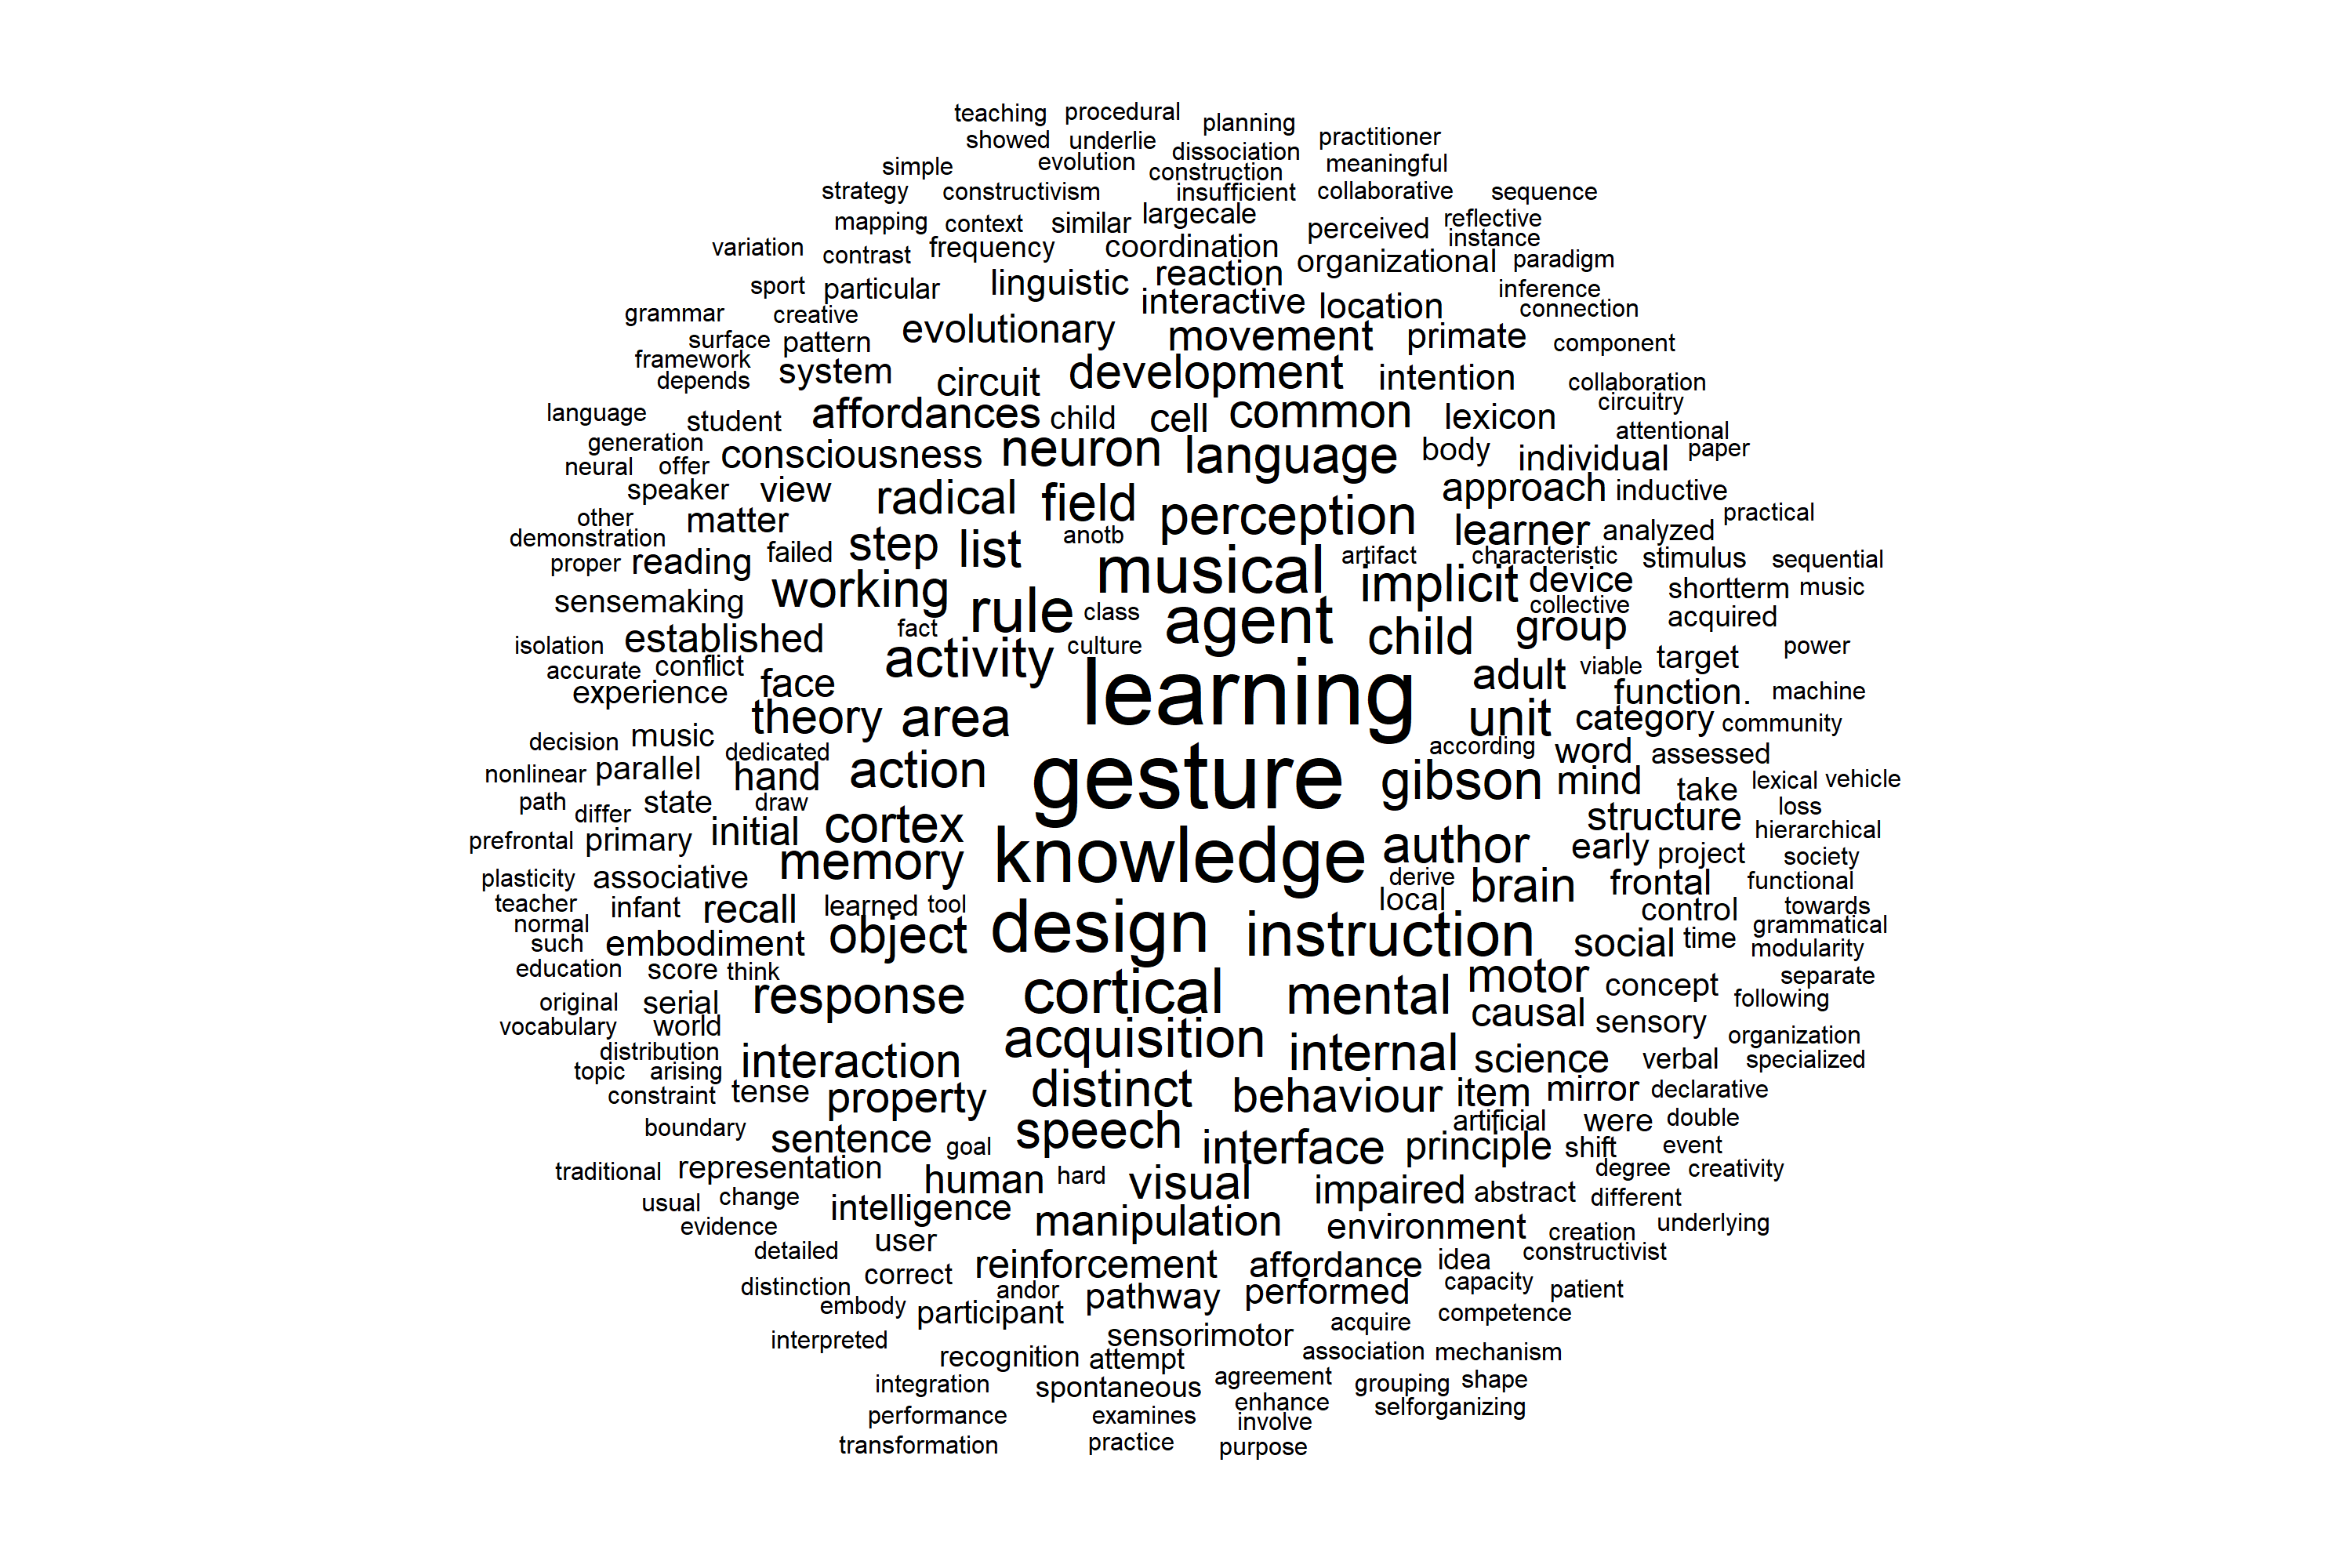 teaching procedural planning
showed underlie practitioner
simple evolution dissociation meaningful
strategy constructivism construction insufficient collaborative sequence
mapping context similar largecale perceived reflective
variation contrast frequency coordination organizational instance paradigm
sport particular linguistic reaction inference
grammar creative interactive location connection
surface pattern evolutionary movement primate component
framework depends system circuit development intention collaboration
language student affordances child cell common lexicon circuitry
generation consciousness neuron language body individual attentional paper
neural offer
speaker view radical field perception approach inductive
other matter learner analyzed practical
demonstration step list anotb
proper reading failed musical artifact characteristic stimulus sequential
sensemaking working rule class implicit device collective shortterm music
isolation established fact activity culture agent child group acquired power
accurate conflict
experience face learning adult viable target function. machine
theory area unit category community
decision music dedicated according word assessed
nonlinear parallel hand action gesture gibson mind take lexical vehicle
path differ state draw structure loss
prefrontal primary initial cortex knowledge author early project hierarchical society
plasticity associative memory derive brain frontal functional
teacher infant recall learned tool local control towards
normal such embodiment object design instruction social time grammatical modularity
education score think motor concept separate
original serial response cortical mental causal sensory following
vocabulary world organization
distribution interaction acquisition internal science verbal specialized
topic arising
constraint tense property distinct behaviour item mirror declarative
boundary sentence goal speech interface artificial principle were shift double event
traditional representation human hard visual impaired abstract degree creativity
usual change intelligence manipulation environment different creation underlying
evidence
detailed user reinforcement affordance idea constructivist
distinction correct andor pathway performed capacity patient
embody participant competence
interpreted sensorimotor acquire
recognition attempt association mechanism
integration spontaneous agreement grouping shape
performance examines enhance involve selforganizing
transformation practice purpose